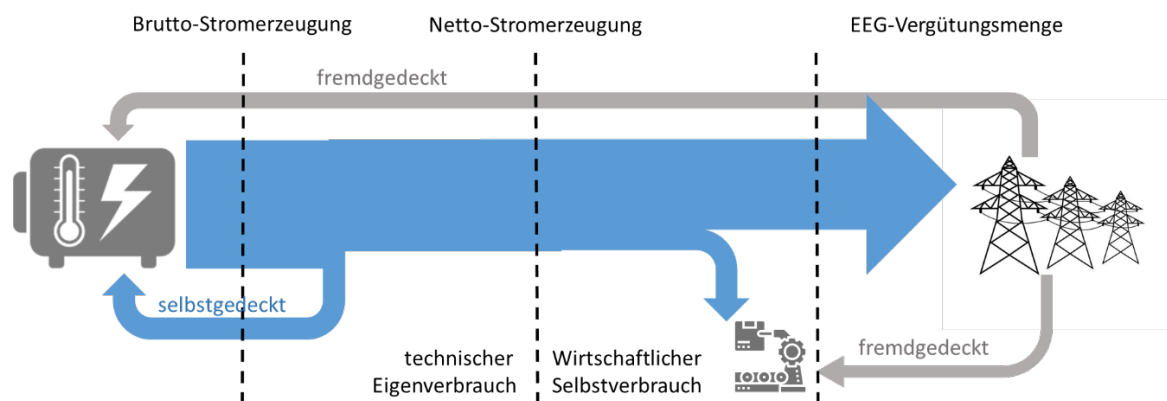 Brutto-Stromerzeugung
Netto-Stromerzeugung
EEG-Vergütungsmenge
fremdgedeckt
selbstgedeckt
technischer
Eigenverbrauch
Wirtschaftlicher
Selbstverbrauch
fremdgedeckt